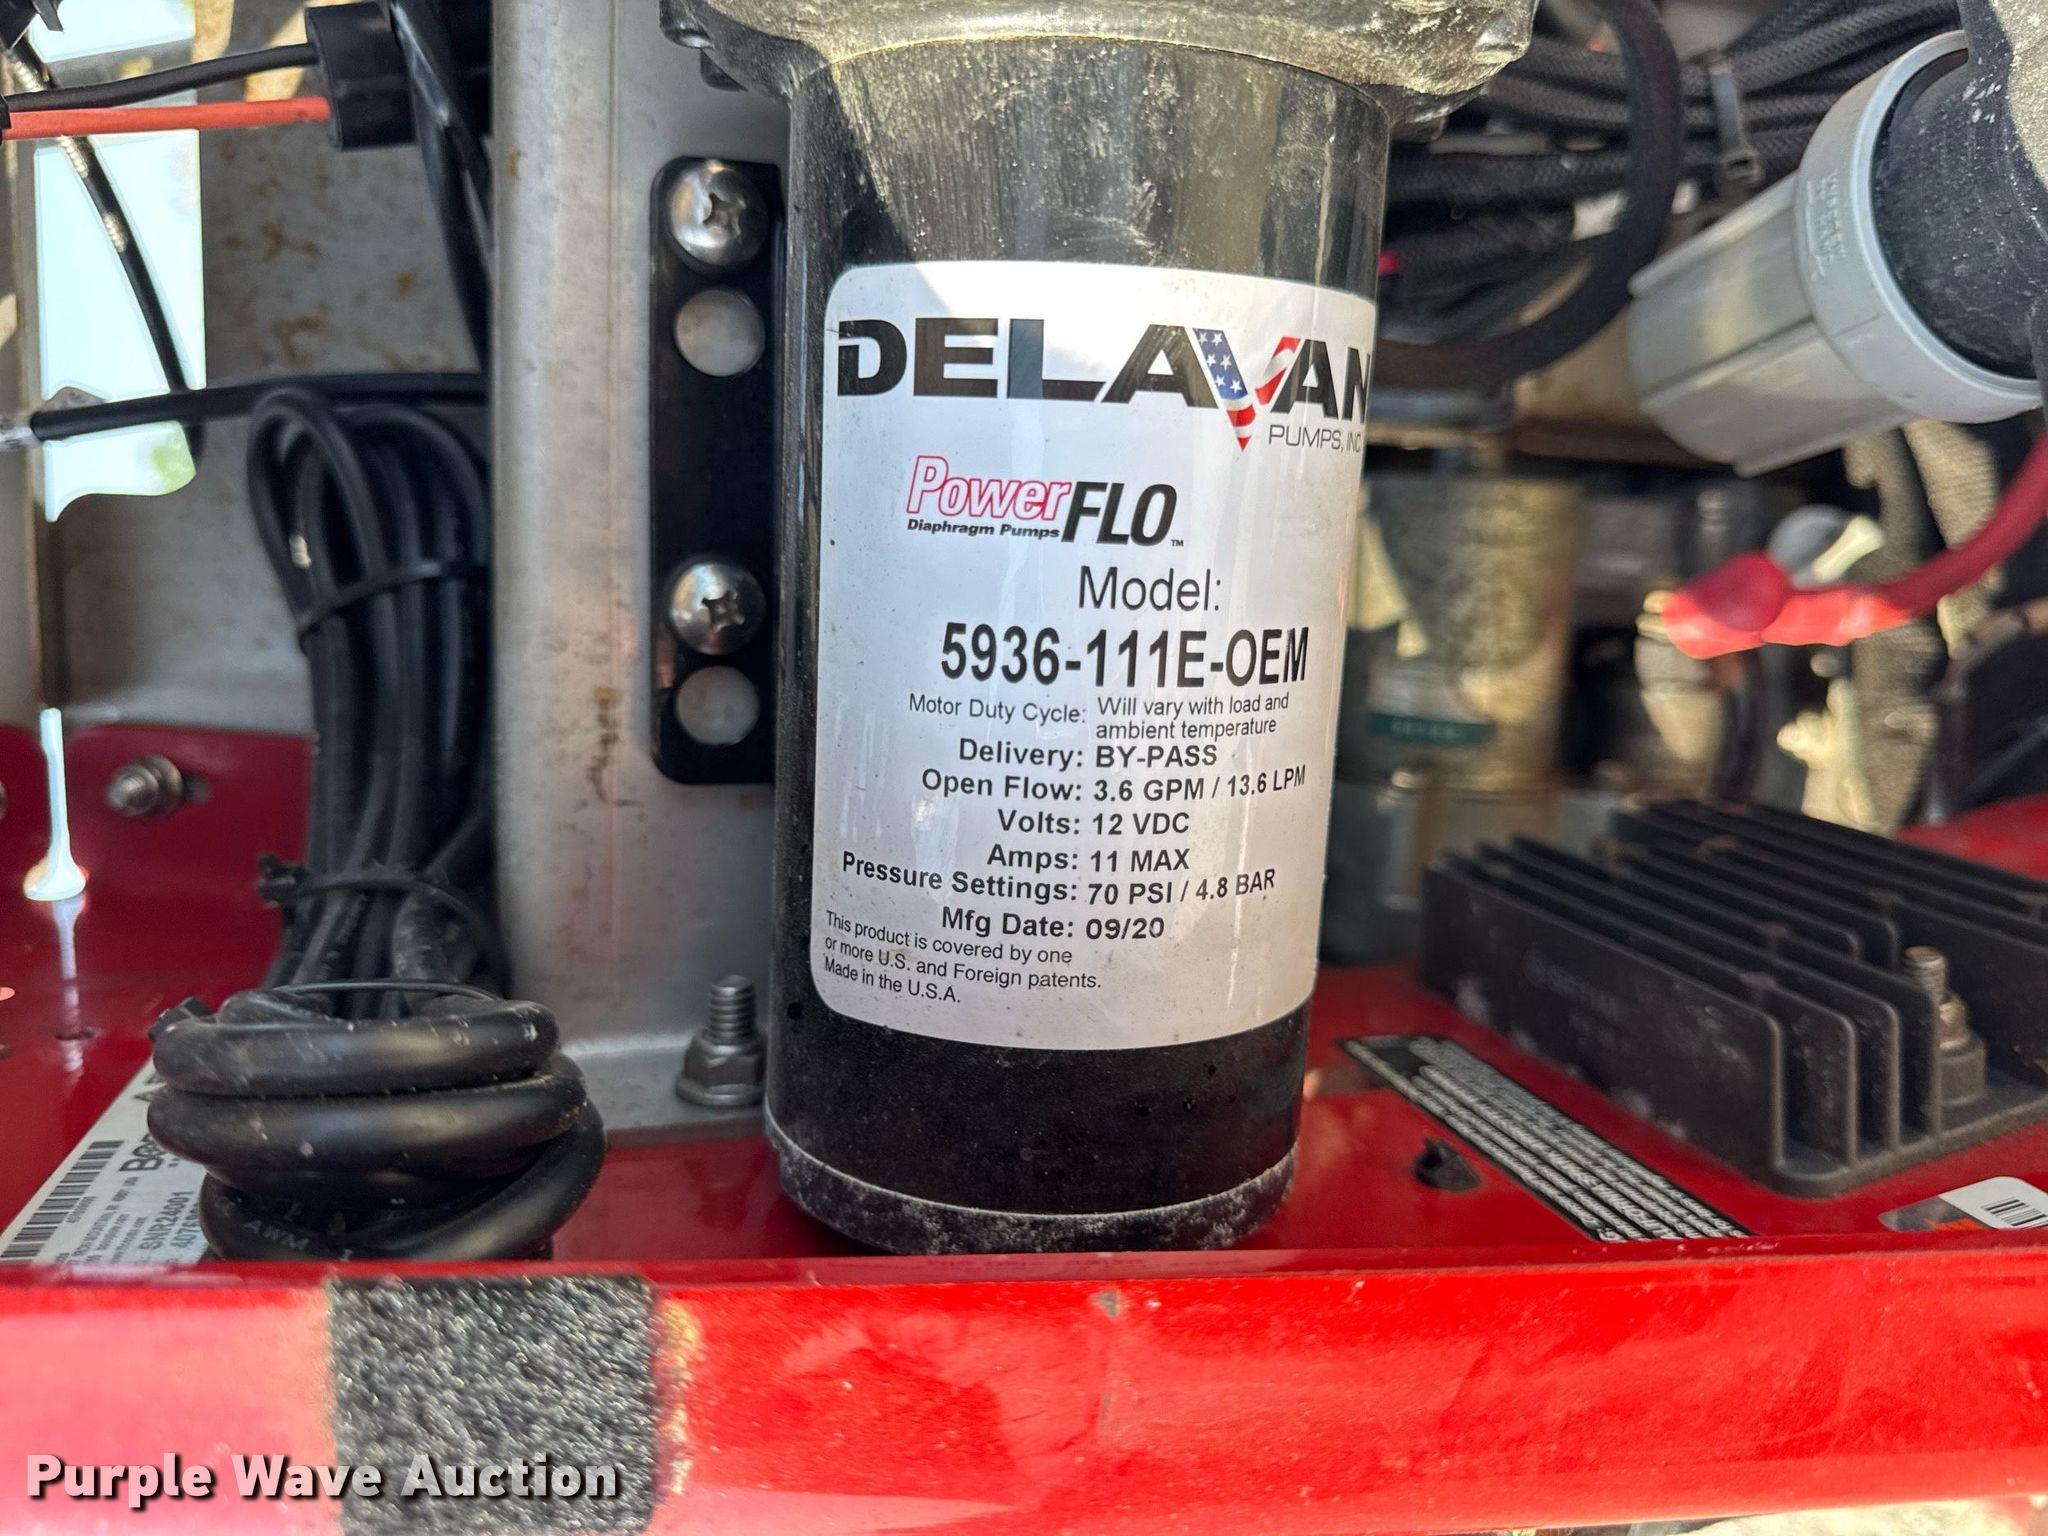 DELAVAN
PUMPS, INC
PowerFLO™
Diaphragm Pumps
Model:
5936-111E-OEM
Motor Duty Cycle: Will vary with load and
ambient temperature
Delivery: BY-PASS
Open Flow: 3.6 GPM / 13.6 LPM
Volts: 12 VDC
Amps: 11 MAX
Pressure Settings: 70 PSI / 4.8 BAR
Mfg Date: 09/20
This product is covered by one
or more U.S. and Foreign patents.
Made in the U.S.A.
SWR24001
AWM
Purple Wave Auction